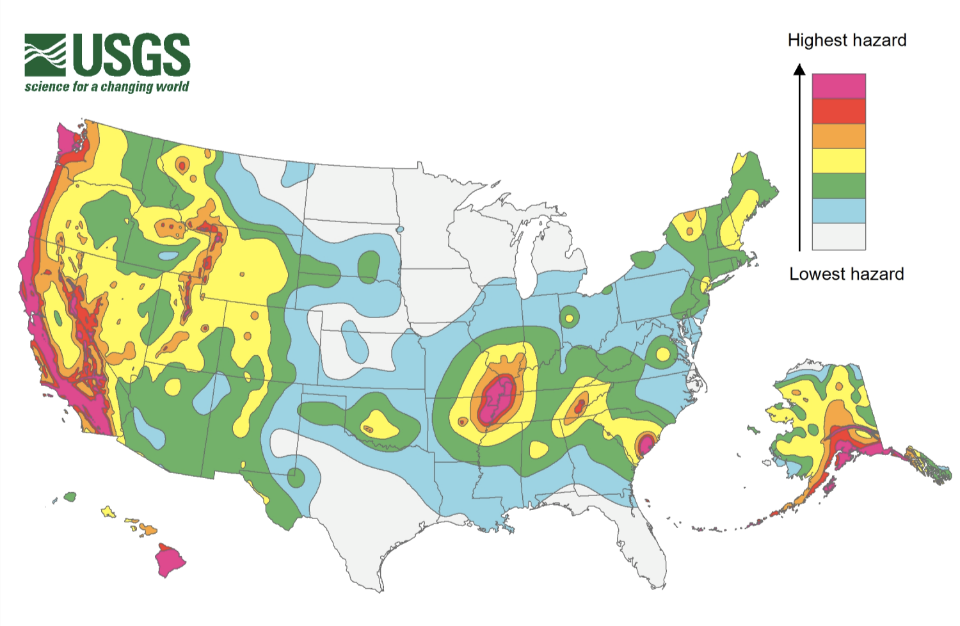 USGS
science for a changing world
Highest hazard
Lowest hazard